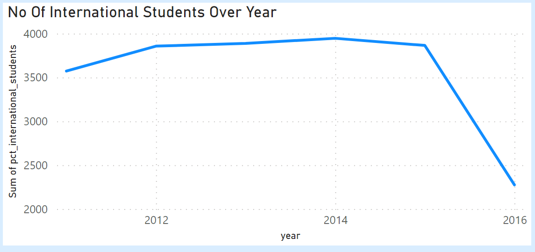 No Of International Students Over Year
4000
3500
3000
2500
2000
Sum of pct_international_students
2012
2014
2016
year